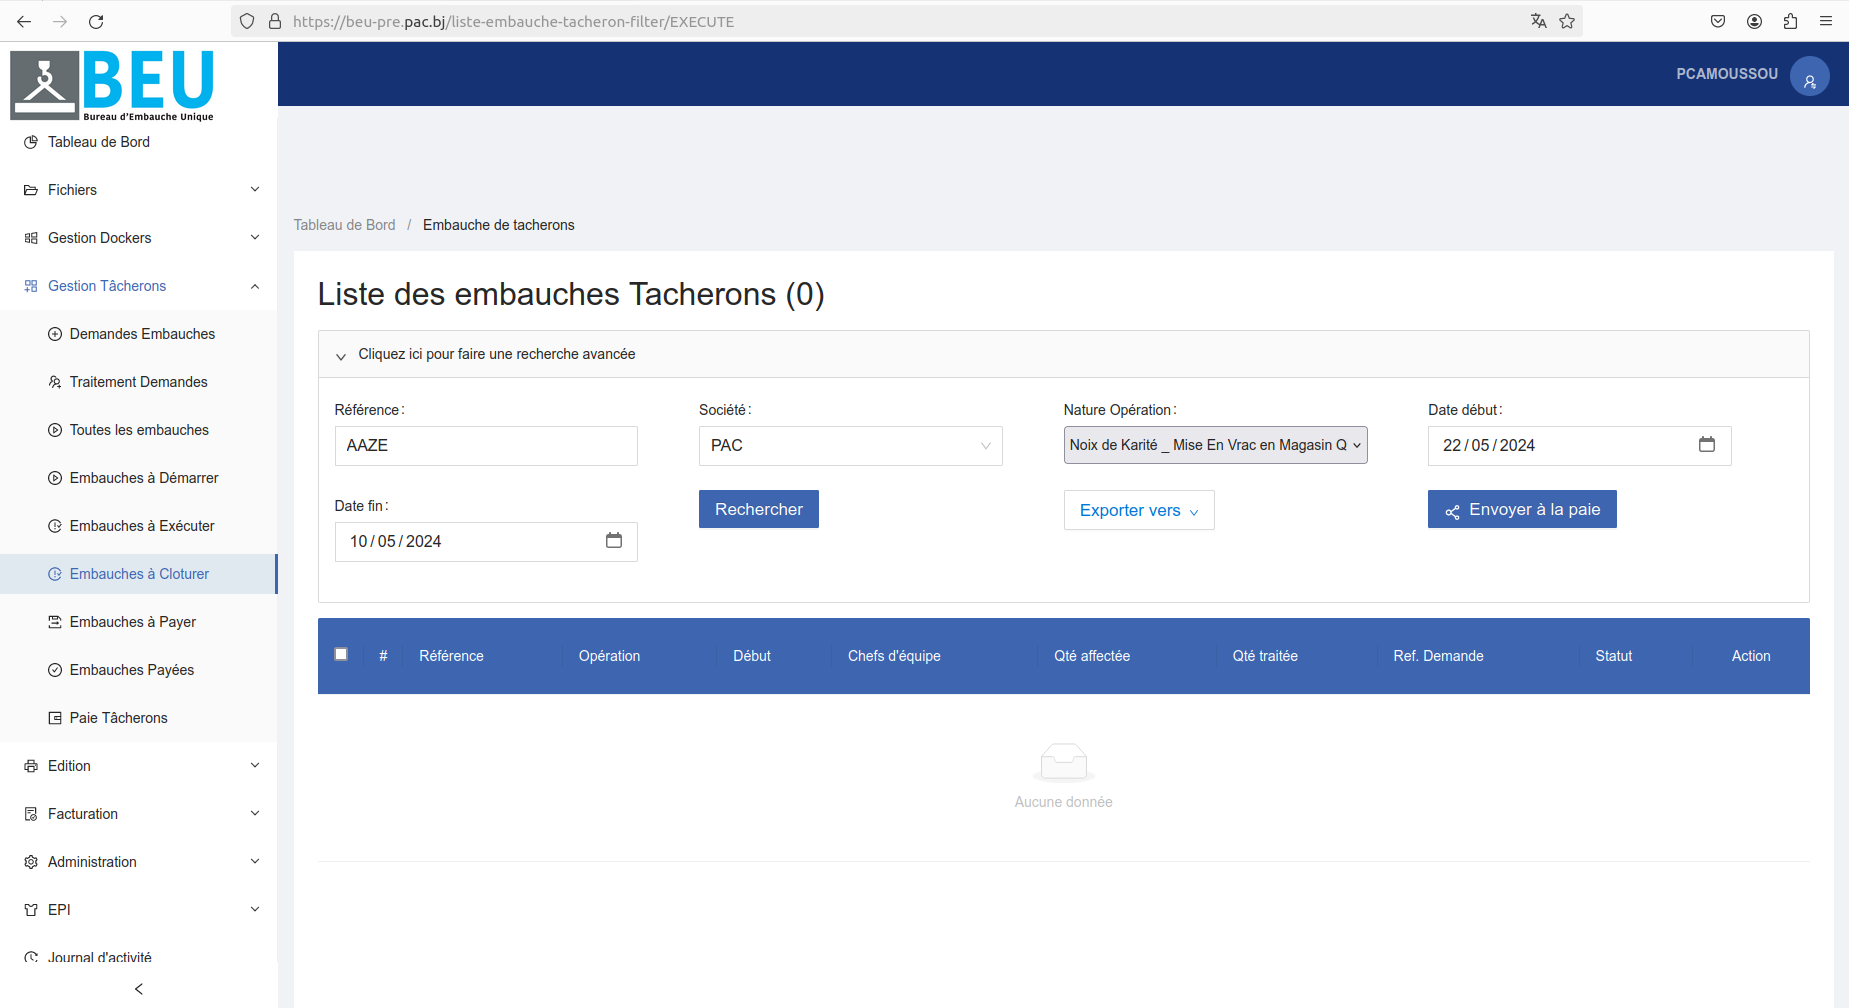 https://beu-pre.pac.bj/liste-embauche-tacheron-filter/EXECUTE
BEU
Bureau d'Embauche Unique
PCAMOUSSOU
Tableau de Bord
Fichiers
Gestion Dockers
Gestion Tâcherons
Demandes Embauches
Traitement Demandes
Toutes les embauches
Embauches à Démarrer
Embauches à Exécuter
Embauches à Cloturer
Embauches à Payer
Embauches Payées
Paie Tâcherons
Edition
Facturation
Administration
EPI
Journal d'activité
Tableau de Bord / Embauche de tacherons
Liste des embauches Tacherons (0)
Cliquez ici pour faire une recherche avancée
Référence :
AAZE
Société :
PAC
Nature Opération :
Noix de Karité _ Mise En Vrac en Magasin Q
Date début :
22/05/2024
Date fin :
10/05/2024
Rechercher
Exporter vers
Envoyer à la paie
# Référence Opération Début Chefs d'équipe Qté affectée Qté traitée Ref. Demande Statut Action
Aucune donnée